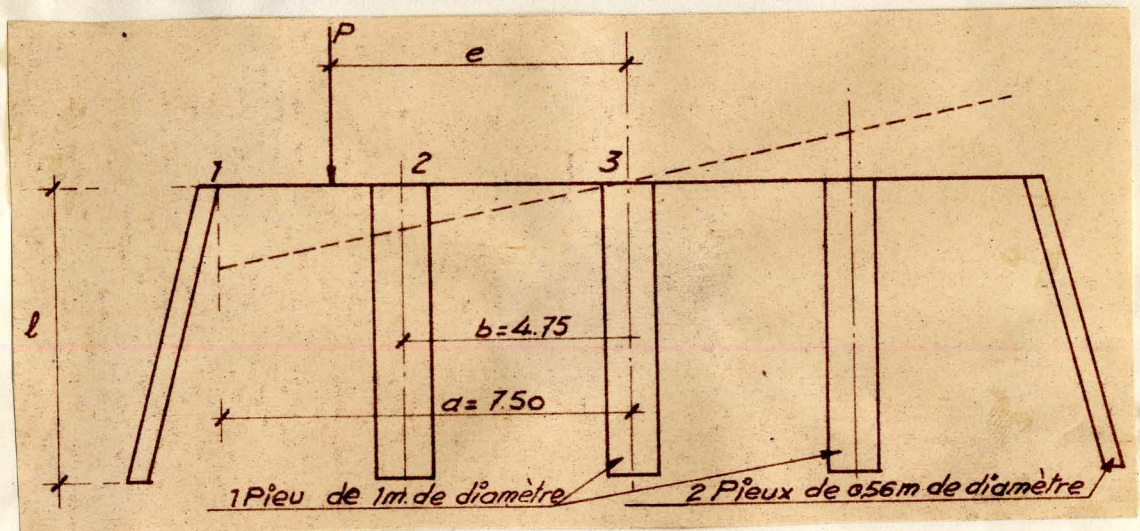 P
e
1 2 3
l
b=4.75
a=7.50
1 Pieu de 1m. de diamètre
2 Pieux de 0,56m de diamètre